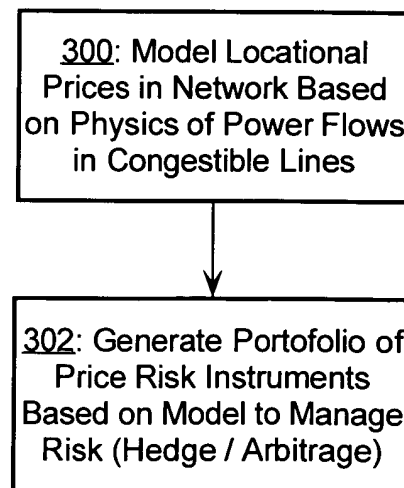 300: Model Locational
Prices in Network Based
on Physics of Power Flows
in Congestible Lines
302: Generate Portofolio of
Price Risk Instruments
Based on Model to Manage
Risk (Hedge / Arbitrage)